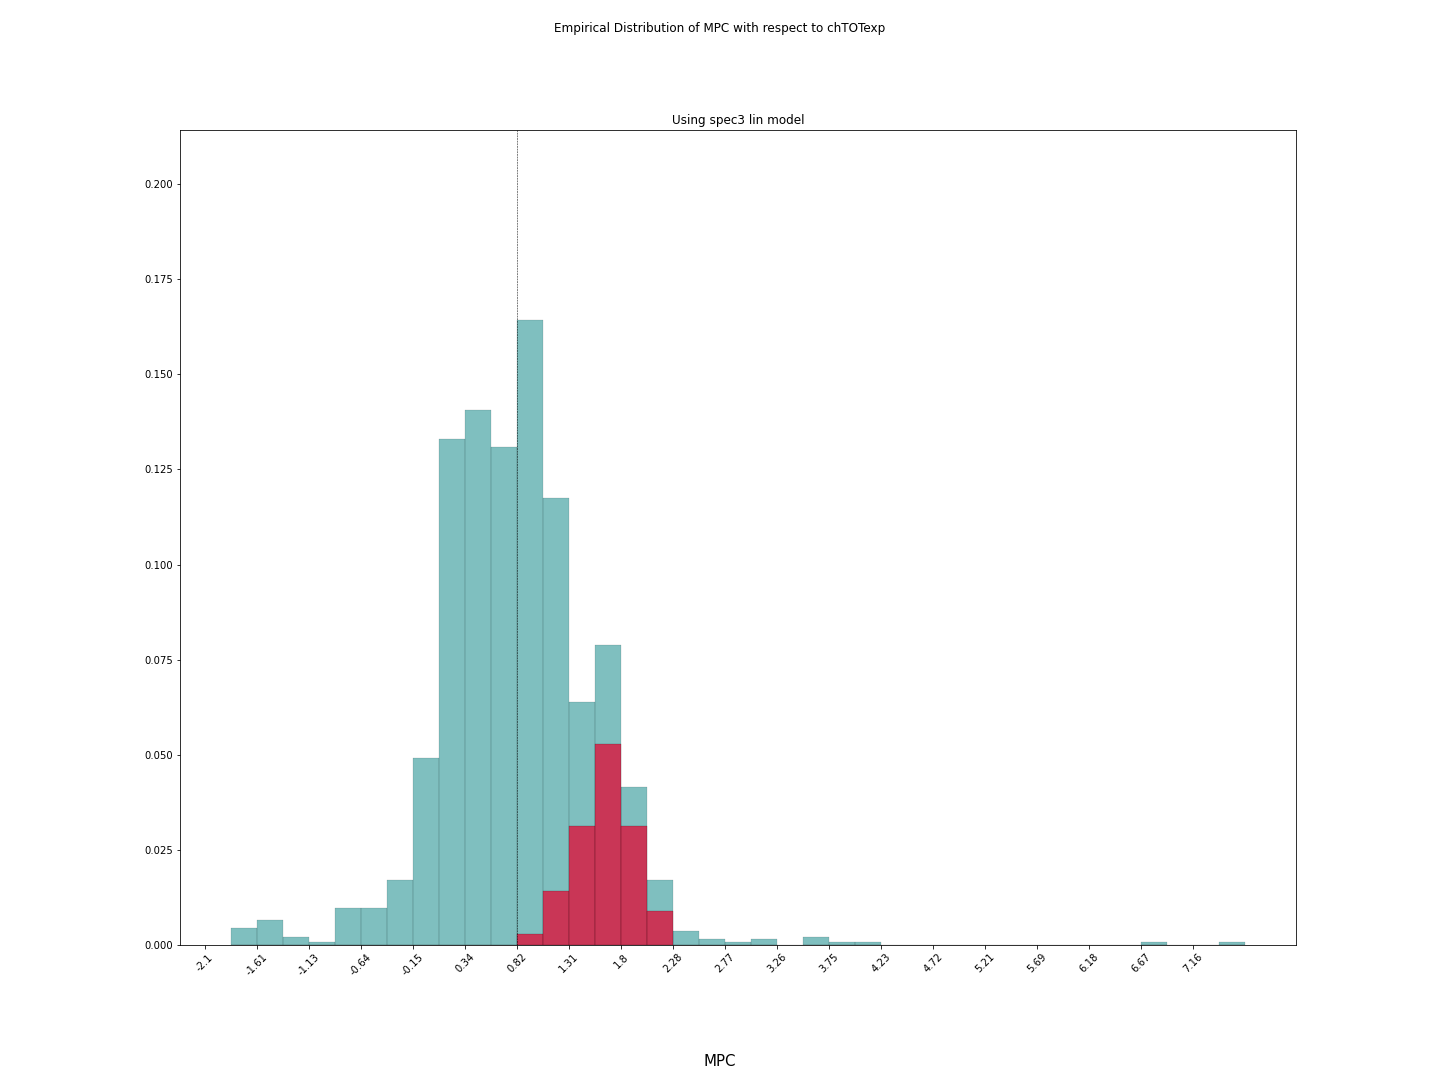 Empirical Distribution of MPC with respect to chTOTexp
Using spec3 lin model
0.200
0.175
0.150
0.125
0.100
0.075
0.050
0.025
0.000
-2.1 -1.61 -1.13 -0.64 -0.15 0.34 0.82 1.31 1.8 2.28 2.77 3.26 3.75 4.23 4.72 5.21 5.69 6.18 6.67 7.16
MPC